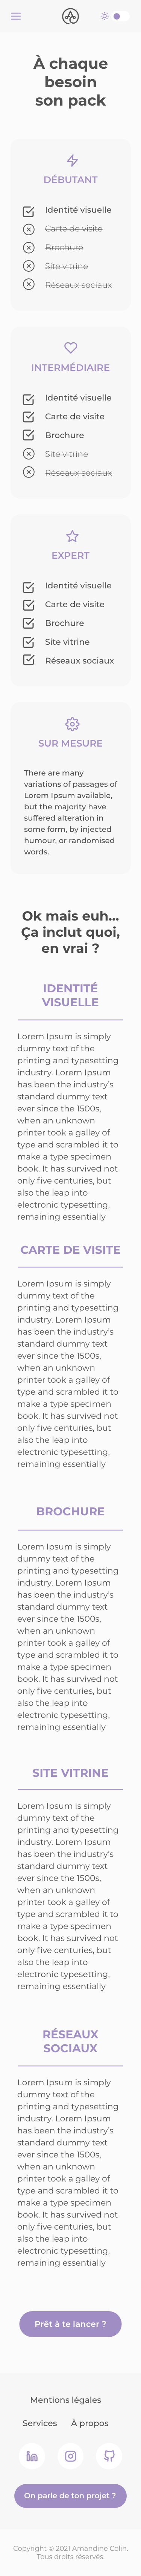 À chaque
besoin
son pack
DÉBUTANT
Identité visuelle
Carte de visite
Brochure
Site vitrine
Réseaux sociaux
INTERMÉDIAIRE
Identité visuelle
Carte de visite
Brochure
Site vitrine
Réseaux sociaux
EXPERT
Identité visuelle
Carte de visite
Brochure
Site vitrine
Réseaux sociaux
SUR MESURE
There are many
variations of passages of
Lorem Ipsum available,
but the majority have
suffered alteration in
some form, by injected
humour, or randomised
words.
Ok mais euh...
Ça inclut quoi,
en vrai ?
IDENTITÉ
VISUELLE
Lorem Ipsum is simply
dummy text of the
printing and typesetting
industry. Lorem Ipsum
has been the industry's
standard dummy text
ever since the 1500s,
when an unknown
printer took a galley of
type and scrambled it to
make a type specimen
book. It has survived not
only five centuries, but
also the leap into
electronic typesetting,
remaining essentially
CARTE DE VISITE
Lorem Ipsum is simply
dummy text of the
printing and typesetting
industry. Lorem Ipsum
has been the industry's
standard dummy text
ever since the 1500s,
when an unknown
printer took a galley of
type and scrambled it to
make a type specimen
book. It has survived not
only five centuries, but
also the leap into
electronic typesetting,
remaining essentially
BROCHURE
Lorem Ipsum is simply
dummy text of the
printing and typesetting
industry. Lorem Ipsum
has been the industry's
standard dummy text
ever since the 1500s,
when an unknown
printer took a galley of
type and scrambled it to
make a type specimen
book. It has survived not
only five centuries, but
also the leap into
electronic typesetting,
remaining essentially
SITE VITRINE
Lorem Ipsum is simply
dummy text of the
printing and typesetting
industry. Lorem Ipsum
has been the industry's
standard dummy text
ever since the 1500s,
when an unknown
printer took a galley of
type and scrambled it to
make a type specimen
book. It has survived not
only five centuries, but
also the leap into
electronic typesetting,
remaining essentially
RÉSEAUX
SOCIAUX
Lorem Ipsum is simply
dummy text of the
printing and typesetting
industry. Lorem Ipsum
has been the industry's
standard dummy text
ever since the 1500s,
when an unknown
printer took a galley of
type and scrambled it to
make a type specimen
book. It has survived not
only five centuries, but
also the leap into
electronic typesetting,
remaining essentially
Prêt à te lancer ?
Mentions légales
Services À propos
On parle de ton projet ?
Copyright © 2021 Amandine Colin.
Tous droits réservés.